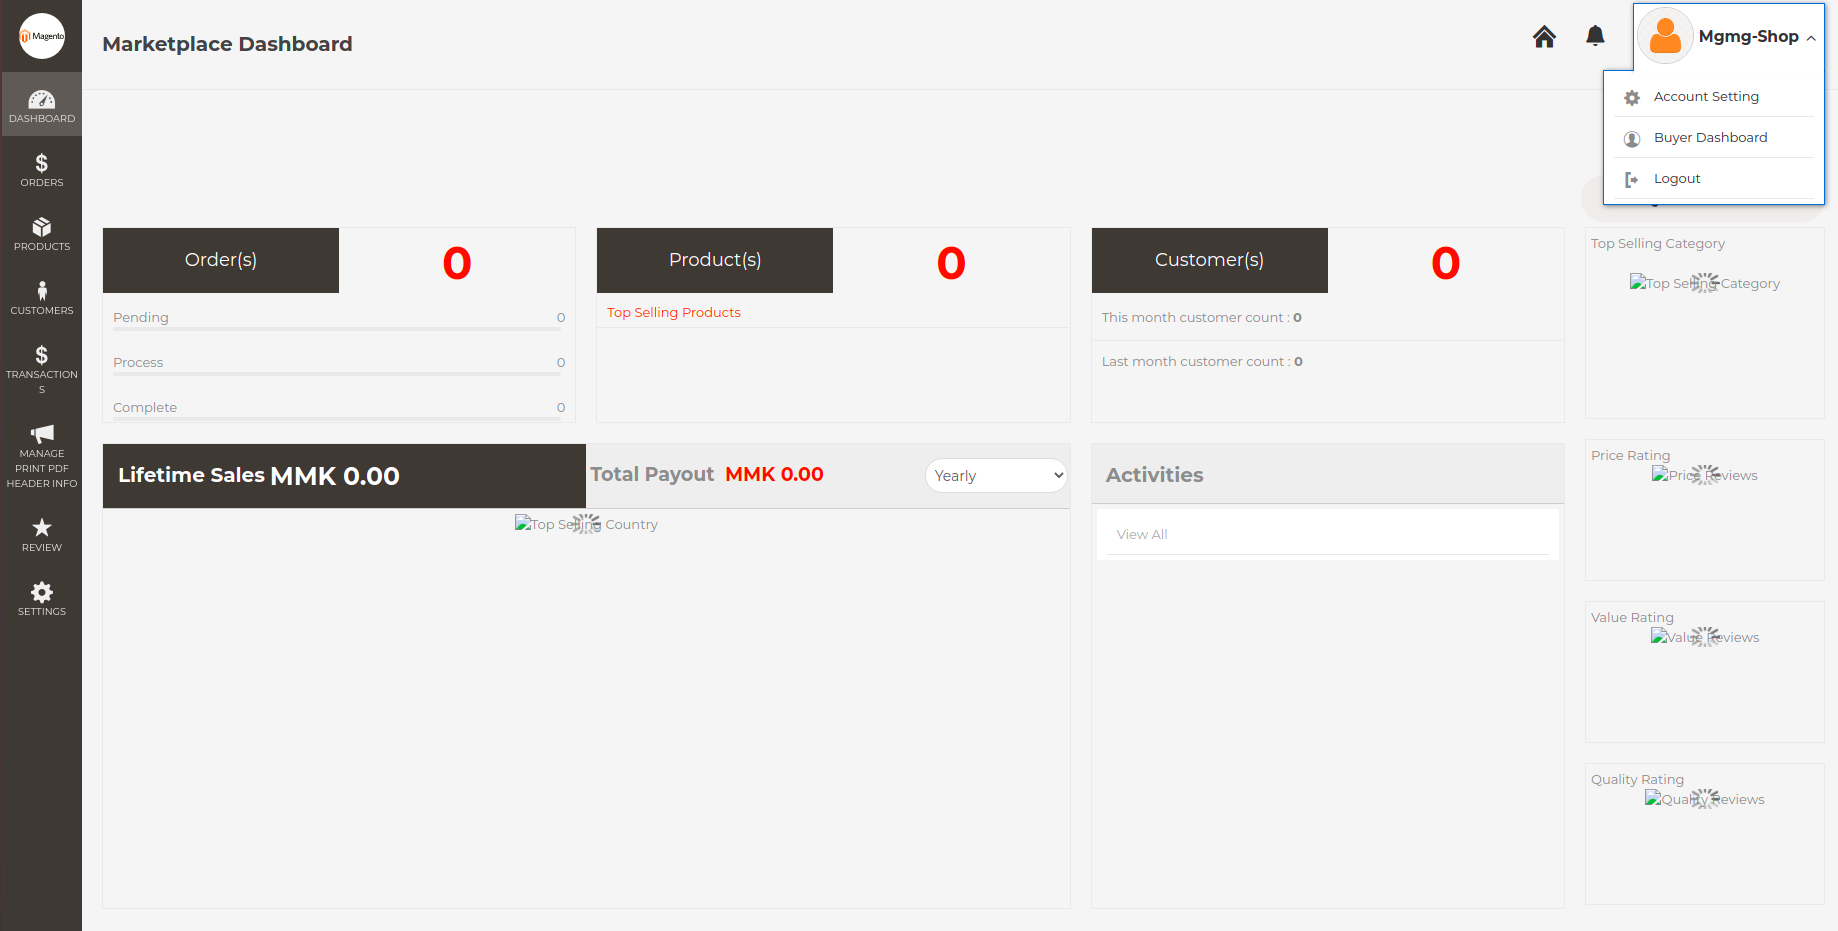 Magento
Marketplace Dashboard
Mgmg-Shop
Account Setting
Buyer Dashboard
Logout
DASHBOARD
ORDERS
PRODUCTS
CUSTOMERS
TRANSACTION
S
MANAGE
PRINT PDF
HEADER INFO
REVIEW
SETTINGS
Order(s) 0
Pending 0
Process 0
Complete 0
Product(s) 0
Top Selling Products
Customer(s) 0
This month customer count : 0
Last month customer count : 0
Top Selling Category
Top Selling Category
Lifetime Sales MMK 0.00
Total Payout MMK 0.00
Yearly
Top Selling Country
Activities
View All
Price Rating
Price Reviews
Value Rating
Value Reviews
Quality Rating
Quality Reviews